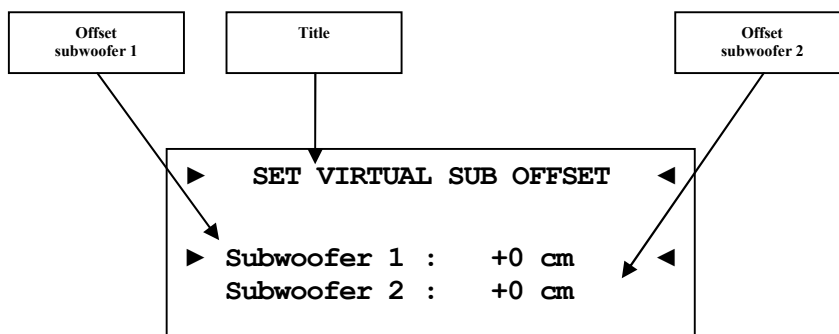 Offset
subwoofer 1
Title
Offset
subwoofer 2
► SET VIRTUAL SUB OFFSET ◄
► Subwoofer 1 : +0 cm ◄
Subwoofer 2 : +0 cm